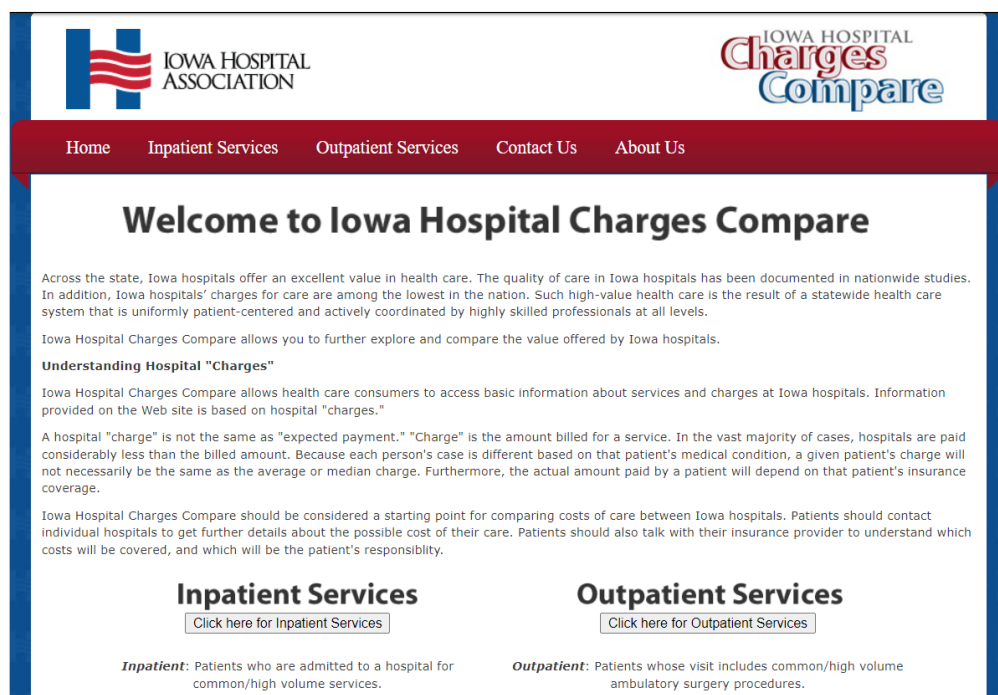 IOWA HOSPITAL
ASSOCIATION
IOWA HOSPITAL
Charges
Compare
Home Inpatient Services Outpatient Services Contact Us About Us
Welcome to Iowa Hospital Charges Compare
Across the state, Iowa hospitals offer an excellent value in health care. The quality of care in Iowa hospitals has been documented in nationwide studies.
In addition, Iowa hospitals' charges for care are among the lowest in the nation. Such high-value health care is the result of a statewide health care
system that is uniformly patient-centered and actively coordinated by highly skilled professionals at all levels.
Iowa Hospital Charges Compare allows you to further explore and compare the value offered by Iowa hospitals.
Understanding Hospital "Charges"
Iowa Hospital Charges Compare allows health care consumers to access basic information about services and charges at Iowa hospitals. Information
provided on the Web site is based on hospital "charges."
A hospital "charge" is not the same as "expected payment." "Charge" is the amount billed for a service. In the vast majority of cases, hospitals are paid
considerably less than the billed amount. Because each person's case is different based on that patient's medical condition, a given patient's charge will
not necessarily be the same as the average or median charge. Furthermore, the actual amount paid by a patient will depend on that patient's insurance
coverage.
Iowa Hospital Charges Compare should be considered a starting point for comparing costs of care between Iowa hospitals. Patients should contact
individual hospitals to get further details about the possible cost of their care. Patients should also talk with their insurance provider to understand which
costs will be covered, and which will be the patient's responsiblity.
Inpatient Services
Click here for Inpatient Services
Inpatient: Patients who are admitted to a hospital for
common/high volume services.
Outpatient Services
Click here for Outpatient Services
Outpatient: Patients whose visit includes common/high volume
ambulatory surgery procedures.